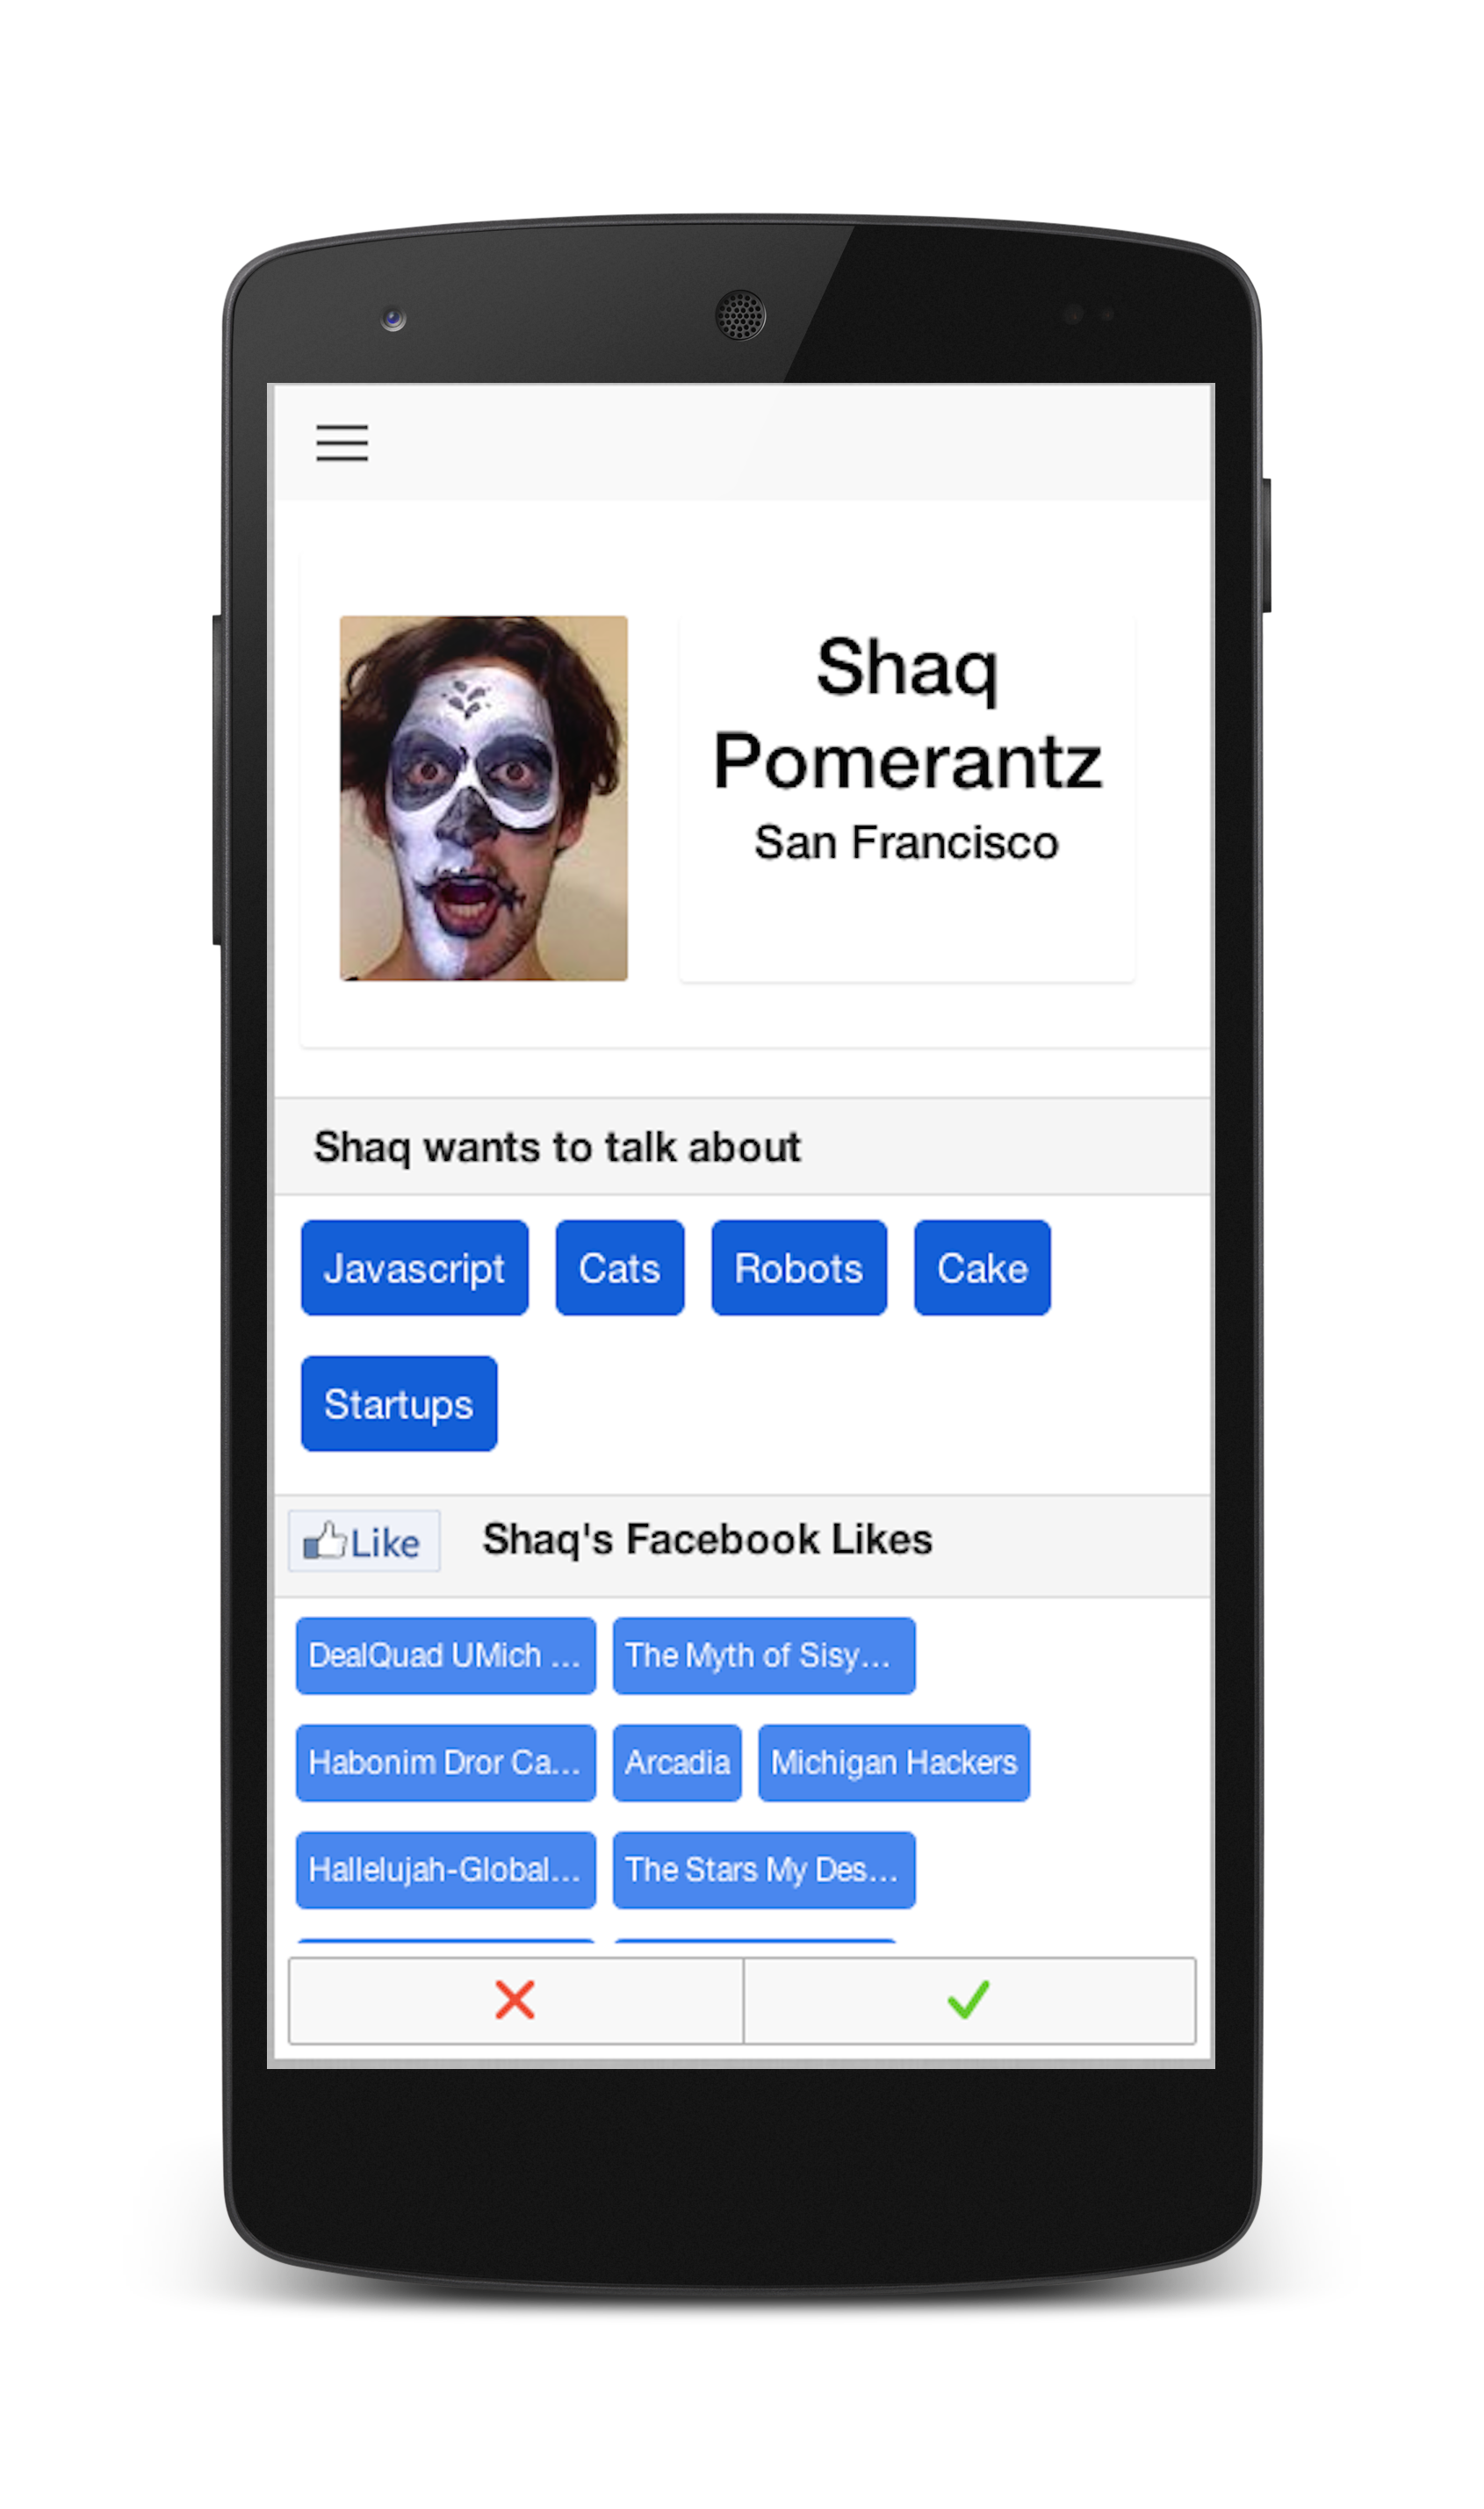 Shaq
Pomerantz
San Francisco
Shaq wants to talk about
Javascript Cats Robots Cake
Startups
Like Shaq's Facebook Likes
DealQuad UMich ... The Myth of Sisy...
Habonim Dror Ca... Arcadia Michigan Hackers
Hallelujah-Global... The Stars My Des...